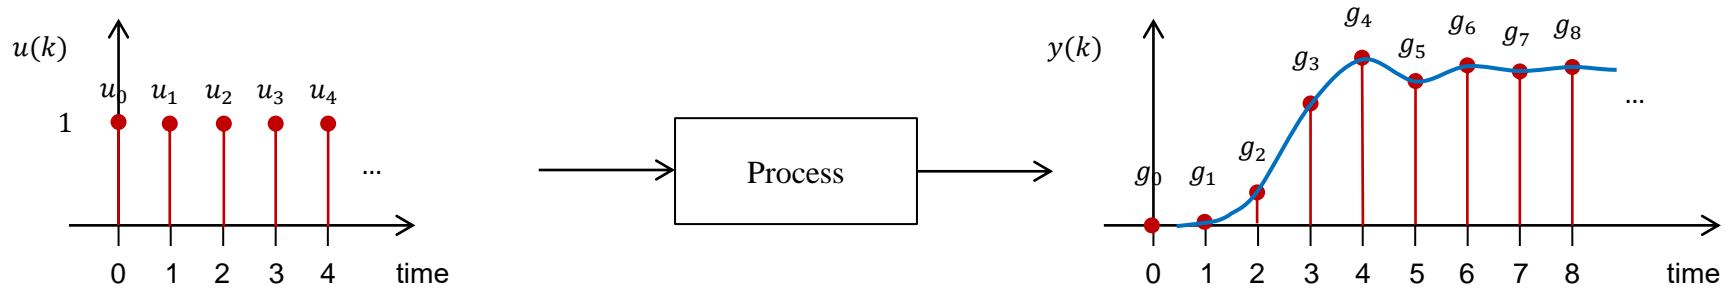 u(k)
1
u₀ u₁ u₂ u₃ u₄
...
0 1 2 3 4 time
Process
y(k)
g₀ g₁ g₂ g₃ g₄ g₅ g₆ g₇ g₈
...
0 1 2 3 4 5 6 7 8 time